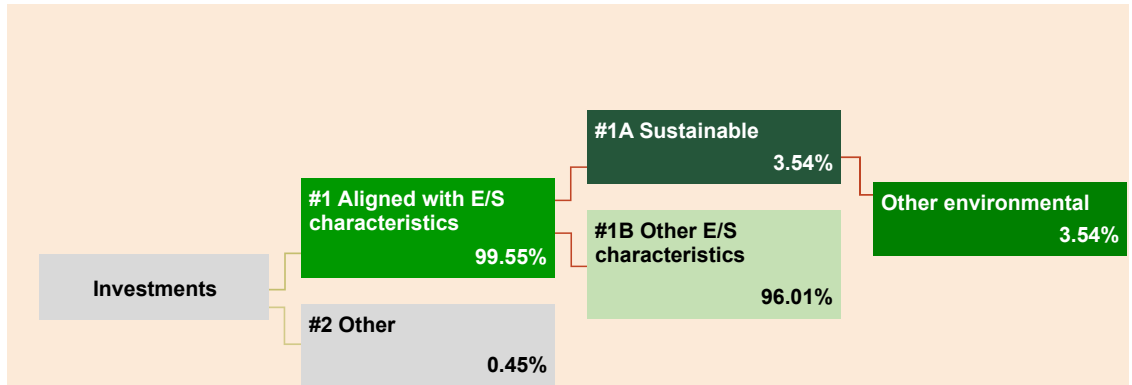 #1A Sustainable
3.54%
#1 Aligned with E/S
characteristics
99.55%
Other environmental
3.54%
#1B Other E/S
characteristics
96.01%
Investments
#2 Other
0.45%